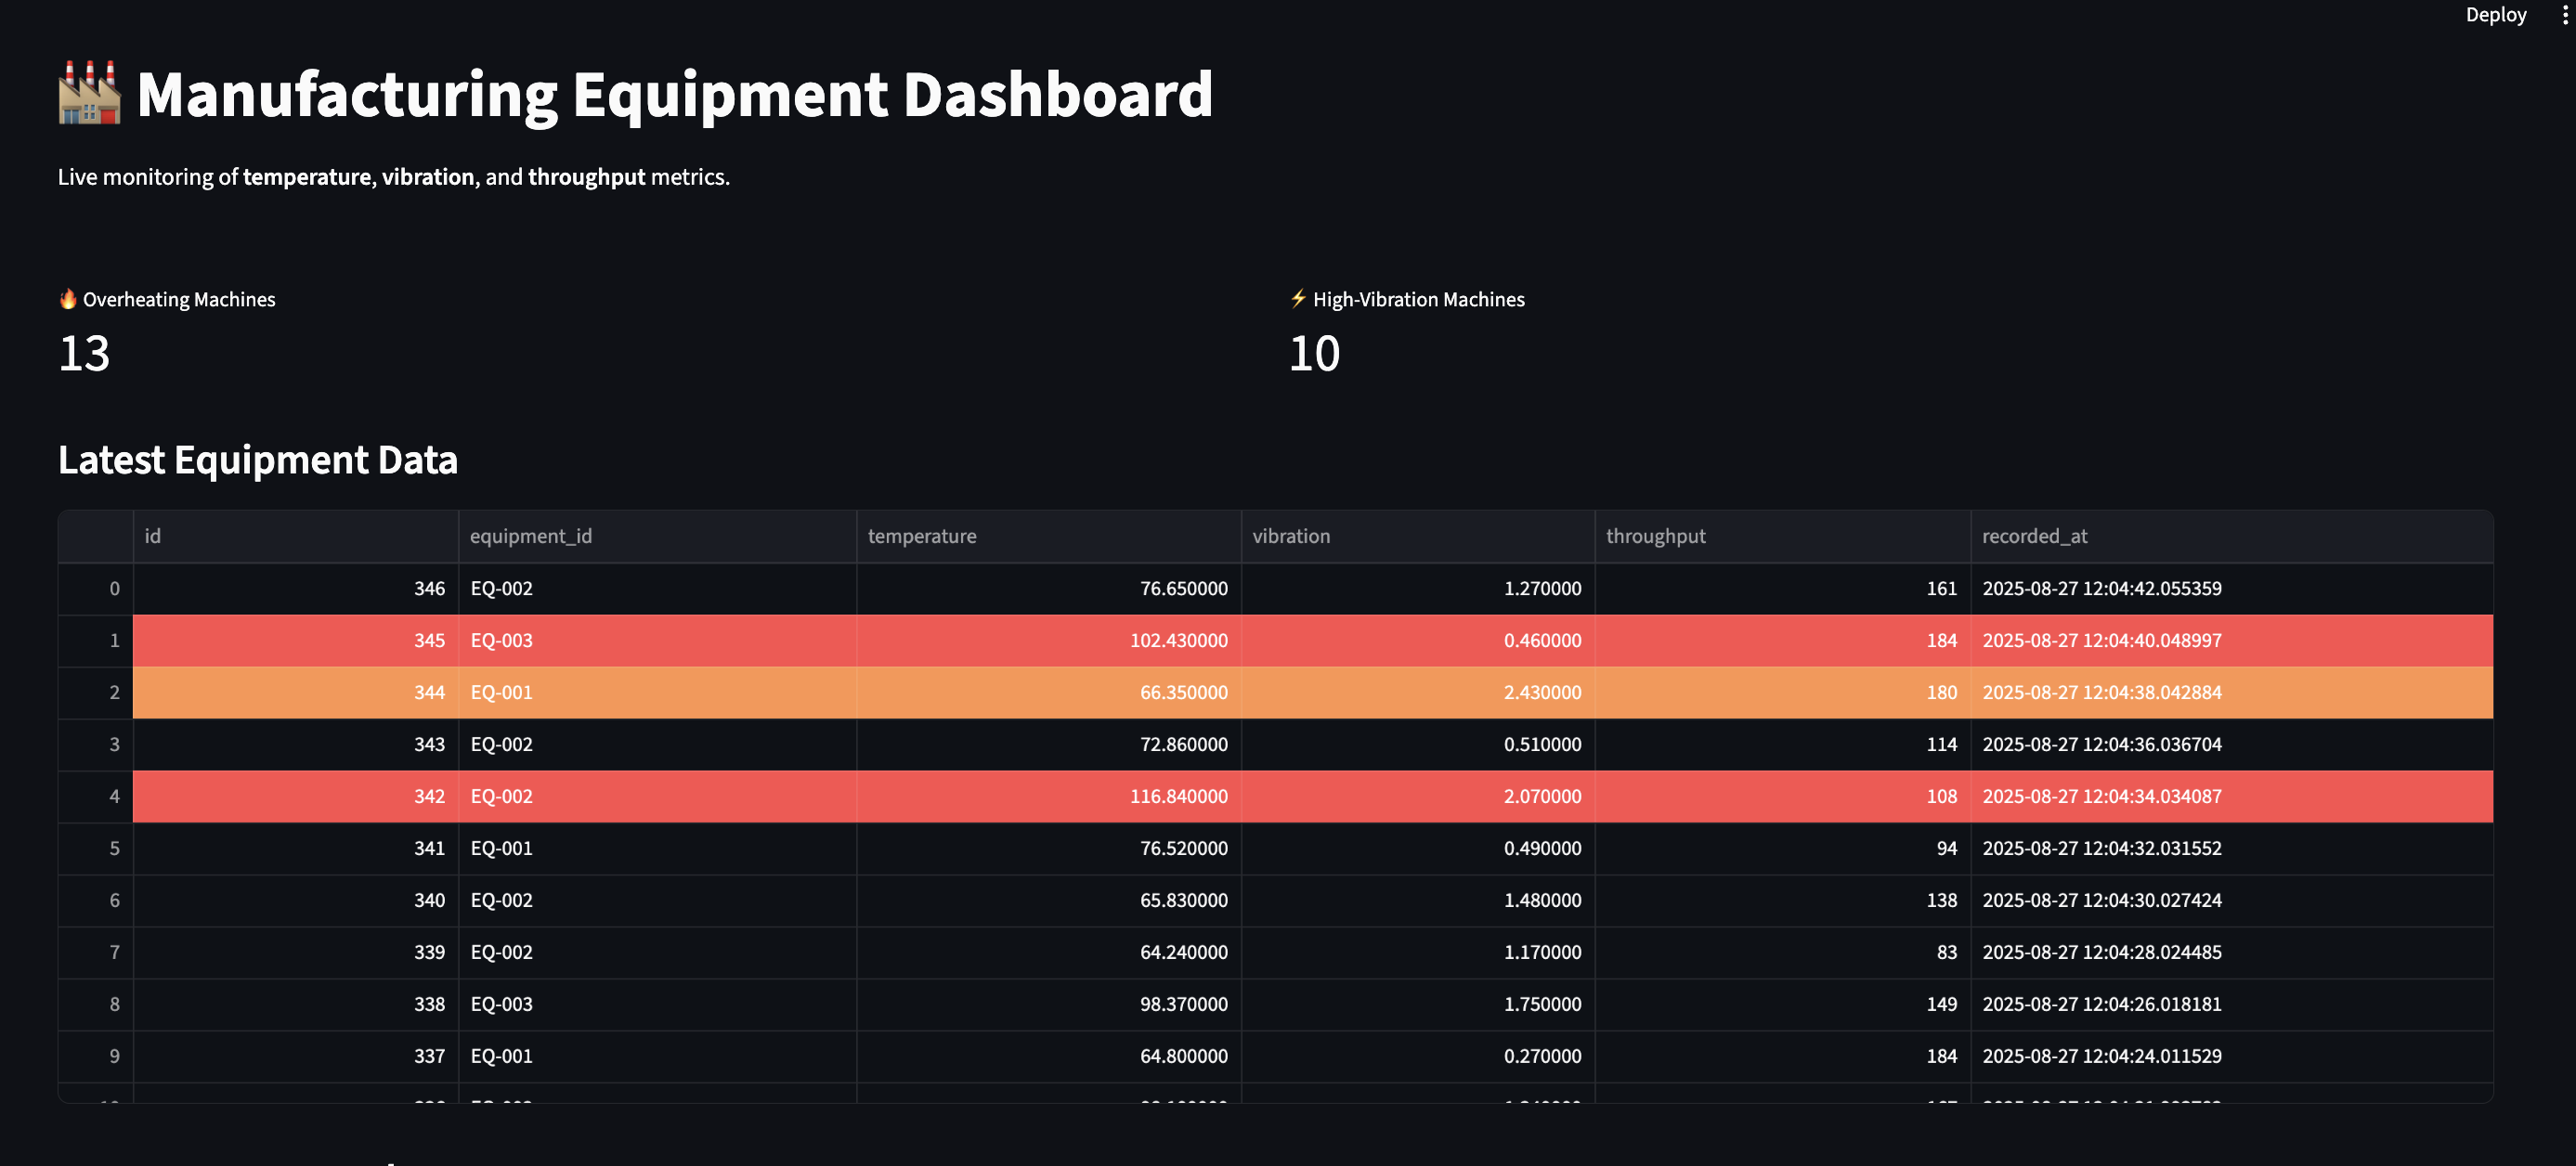 Deploy
Manufacturing Equipment Dashboard
Live monitoring of temperature, vibration, and throughput metrics.
Overheating Machines
13
High-Vibration Machines
10
Latest Equipment Data
id equipment_id temperature vibration throughput recorded_at
0 346 EQ-002 76.650000 1.270000 161 2025-08-27 12:04:42.055359
1 345 EQ-003 102.430000 0.460000 184 2025-08-27 12:04:40.048997
2 344 EQ-001 66.350000 2.430000 180 2025-08-27 12:04:38.042884
3 343 EQ-002 72.860000 0.510000 114 2025-08-27 12:04:36.036704
4 342 EQ-002 116.840000 2.070000 108 2025-08-27 12:04:34.034087
5 341 EQ-001 76.520000 0.490000 94 2025-08-27 12:04:32.031552
6 340 EQ-002 65.830000 1.480000 138 2025-08-27 12:04:30.027424
7 339 EQ-002 64.240000 1.170000 83 2025-08-27 12:04:28.024485
8 338 EQ-003 98.370000 1.750000 149 2025-08-27 12:04:26.018181
9 337 EQ-001 64.800000 0.270000 184 2025-08-27 12:04:24.011529